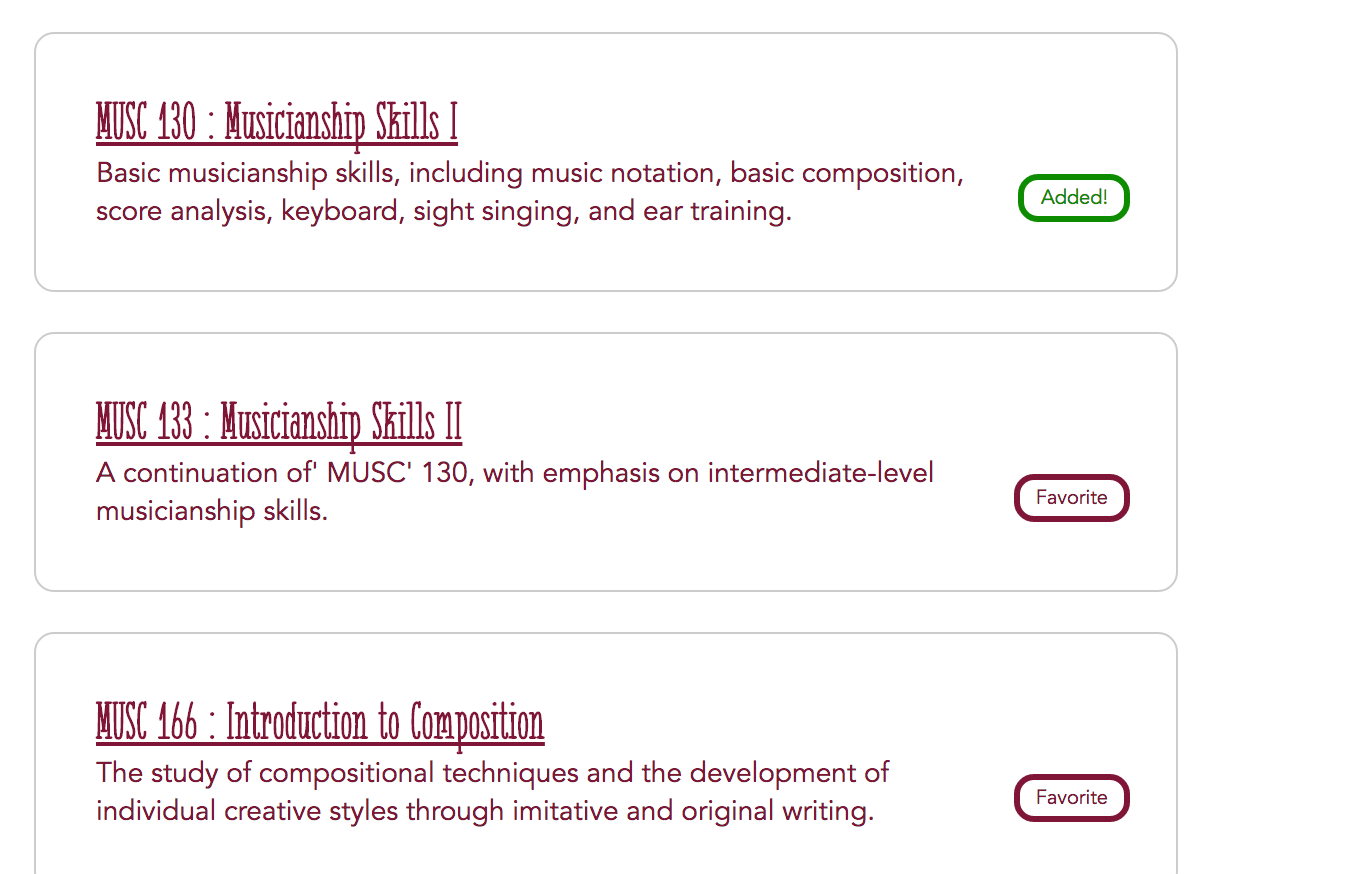 MUSC 130 : Musicianship Skills I
Basic musicianship skills, including music notation, basic composition,
score analysis, keyboard, sight singing, and ear training.
Added!
MUSC 133 : Musicianship Skills II
A continuation of' MUSC' 130, with emphasis on intermediate-level
musicianship skills.
Favorite
MUSC 166 : Introduction to Composition
The study of compositional techniques and the development of
individual creative styles through imitative and original writing.
Favorite